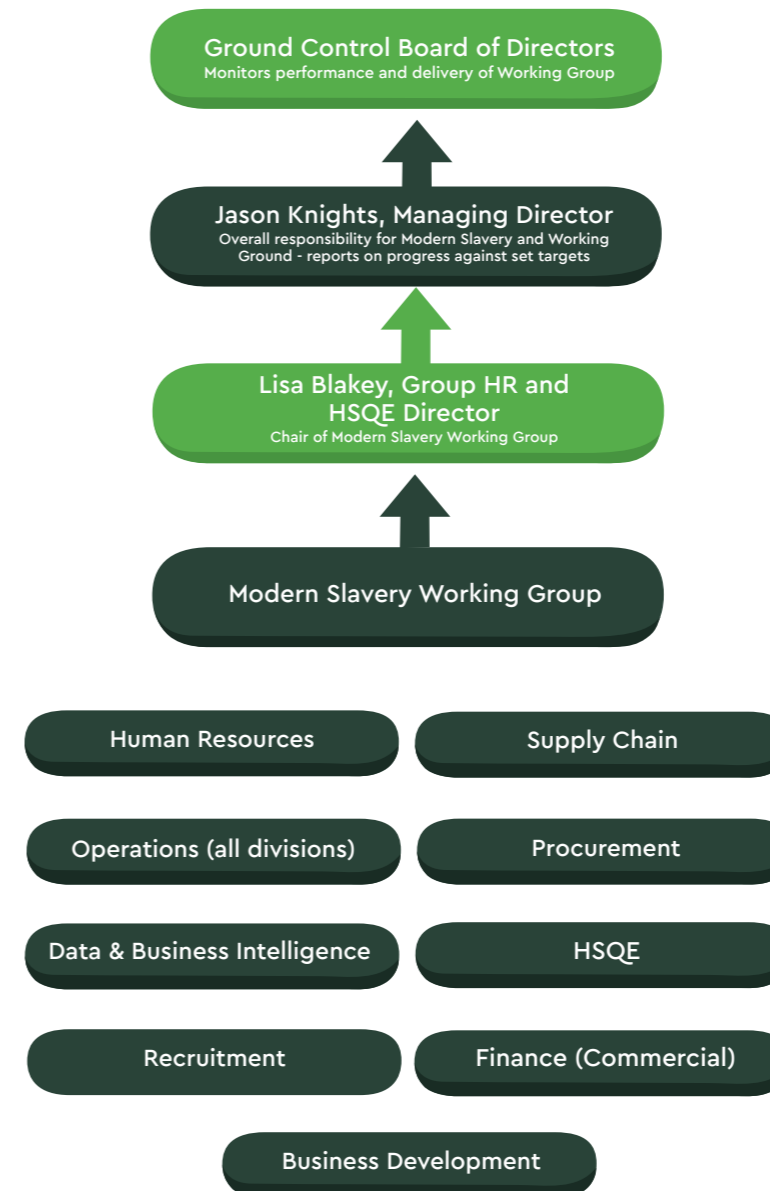 Ground Control Board of Directors
Monitors performance and delivery of Working Group
Jason Knights, Managing Director
Overall responsibility for Modern Slavery and Working
Ground - reports on progress against set targets
Lisa Blakey, Group HR and
HSQE Director
Chair of Modern Slavery Working Group
Modern Slavery Working Group
Human Resources
Supply Chain
Operations (all divisions)
Procurement
Data & Business Intelligence
HSQE
Recruitment
Finance (Commercial)
Business Development